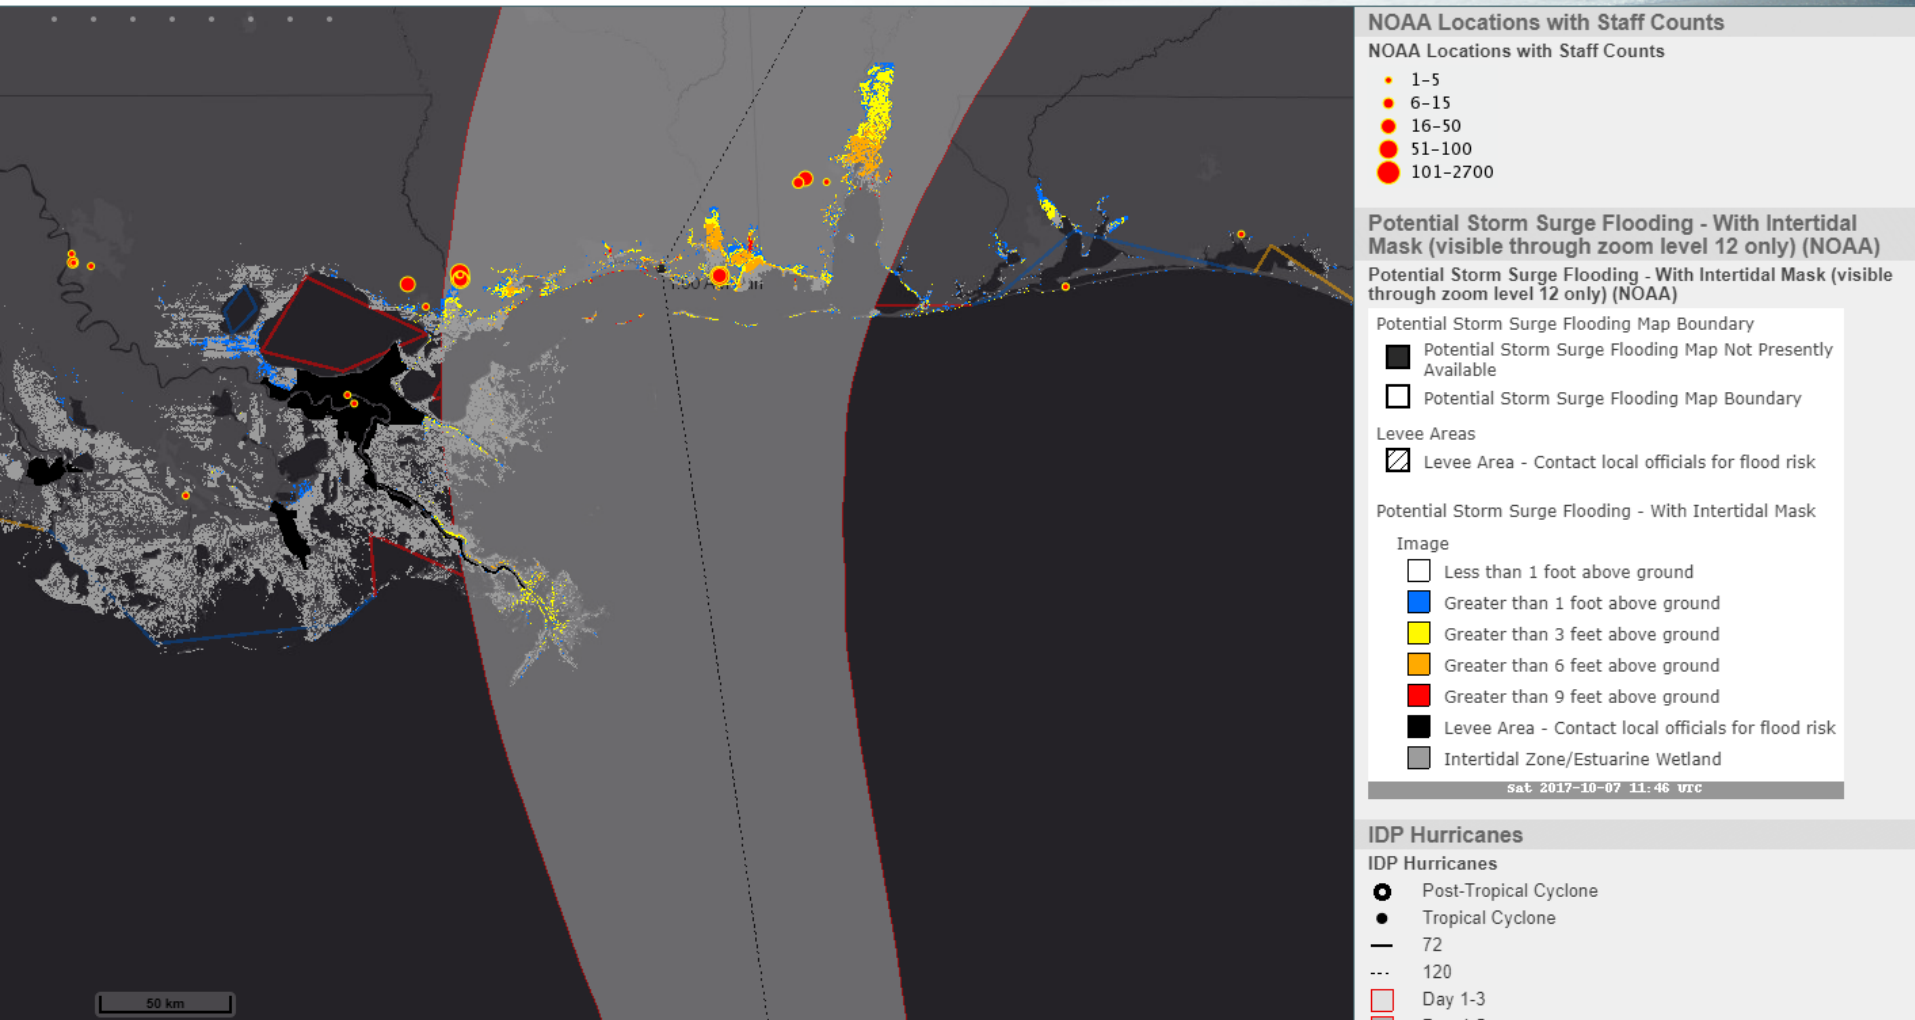 NOAA Locations with Staff Counts
NOAA Locations with Staff Counts
1-5
6-15
16-50
51-100
101-2700
Potential Storm Surge Flooding - With Intertidal
Mask (visible through zoom level 12 only) (NOAA)
Potential Storm Surge Flooding - With Intertidal Mask (visible
through zoom level 12 only) (NOAA)
Potential Storm Surge Flooding Map Boundary
Potential Storm Surge Flooding Map Not Presently
Available
Potential Storm Surge Flooding Map Boundary
Levee Areas
Levee Area - Contact local officials for flood risk
Potential Storm Surge Flooding - With Intertidal Mask
Image
Less than 1 foot above ground
Greater than 1 foot above ground
Greater than 3 feet above ground
Greater than 6 feet above ground
Greater than 9 feet above ground
Levee Area - Contact local officials for flood risk
Intertidal Zone/Estuarine Wetland
Sat 2017-10-07 11:46 UTC
IDP Hurricanes
IDP Hurricanes
Post-Tropical Cyclone
Tropical Cyclone
72
120
Day 1-3
50 km